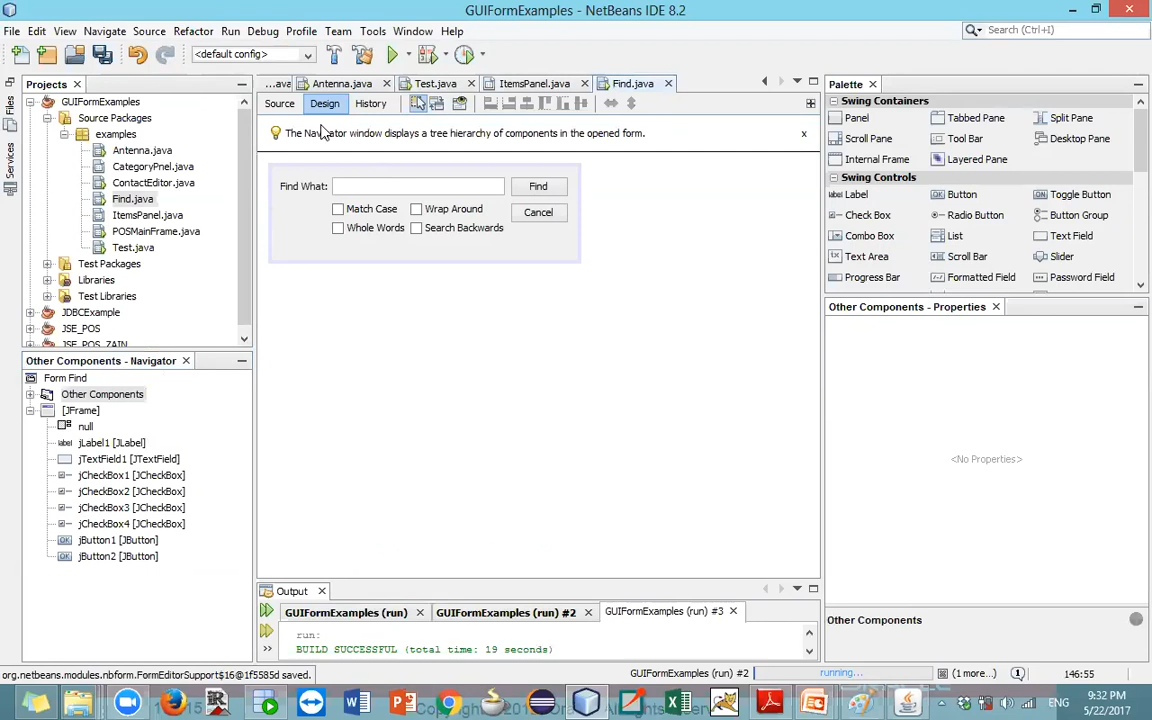 GUIFormExamples - NetBeans IDE 8.2
File Edit View Navigate Source Refactor Run Debug Profile Team Tools Window Help
Search (Ctrl+I)
<default config>
Projects
...ava Antenna.java Test.java ItemsPanel.java Find.java
Palette
Files
Services
GUIFormExamples
Source Packages
examples
Antenna.java
CategoryPnel.java
ContactEditor.java
Find.java
ItemsPanel.java
POSMainFrame.java
Test.java
Test Packages
Libraries
Test Libraries
JDBCExample
JSE_POS
JSE_POS_ZAIN
Source Design History
The Navigator window displays a tree hierarchy of components in the opened form. x
Find What: Find
Match Case Wrap Around Cancel
Whole Words Search Backwards
Swing Containers
Panel Tabbed Pane Split Pane
Scroll Pane Tool Bar Desktop Pane
Internal Frame Layered Pane
Swing Controls
Label Button Toggle Button
Check Box Radio Button Button Group
Combo Box List Text Field
Text Area Scroll Bar Slider
Progress Bar Formatted Field Password Field
Other Components - Properties
<No Properties>
Other Components
Other Components - Navigator
Form Find
Other Components
[JFrame]
null
jLabel1 [JLabel]
jTextField1 [JTextField]
jCheckBox1 [JCheckBox]
jCheckBox2 [JCheckBox]
jCheckBox3 [JCheckBox]
jCheckBox4 [JCheckBox]
jButton1 [JButton]
jButton2 [JButton]
Output
GUIFormExamples (run) GUIFormExamples (run) #2 GUIFormExamples (run) #3
run:
BUILD SUCCESSFUL (total time: 19 seconds)
org.netbeans.modules.nbform.FormEditorSupport$16@1f5585d saved.
GUIFormExamples (run) #2 running... (1 more...) 146:55
ENG
9:32 PM
5/22/2017